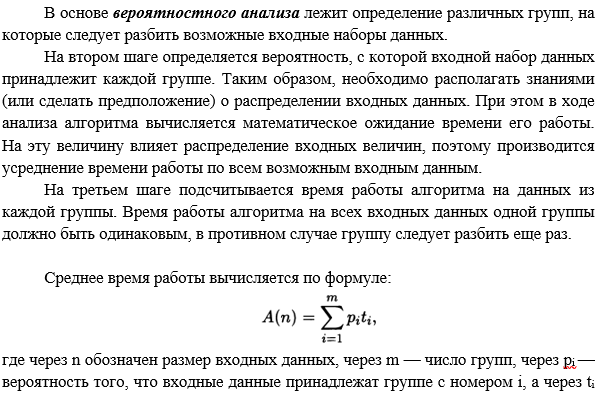 В основе вероятностного анализа лежит определение различных групп, на
которые следует разбить возможные входные наборы данных.
На втором шаге определяется вероятность, с которой входной набор данных
принадлежит каждой группе. Таким образом, необходимо располагать знаниями
(или сделать предположение) о распределении входных данных. При этом в ходе
анализа алгоритма вычисляется математическое ожидание времени его работы.
На эту величину влияет распределение входных величин, поэтому производится
усреднение времени работы по всем возможным входным данным.
На третьем шаге подсчитывается время работы алгоритма на данных из
каждой группы. Время работы алгоритма на всех входных данных одной группы
должно быть одинаковым, в противном случае группу следует разбить еще раз.
Среднее время работы вычисляется по формуле:
m
A(n) = ∑ pᵢtᵢ,
i=1
где через n обозначен размер входных данных, через m — число групп, через pᵢ —
вероятность того, что входные данные принадлежат группе с номером i, а через tᵢ